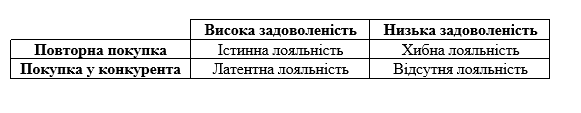 Висока задоволеність Низька задоволеність
Повторна покупка Істинна лояльність Хибна лояльність
Покупка у конкурента Латентна лояльність Відсутня лояльність